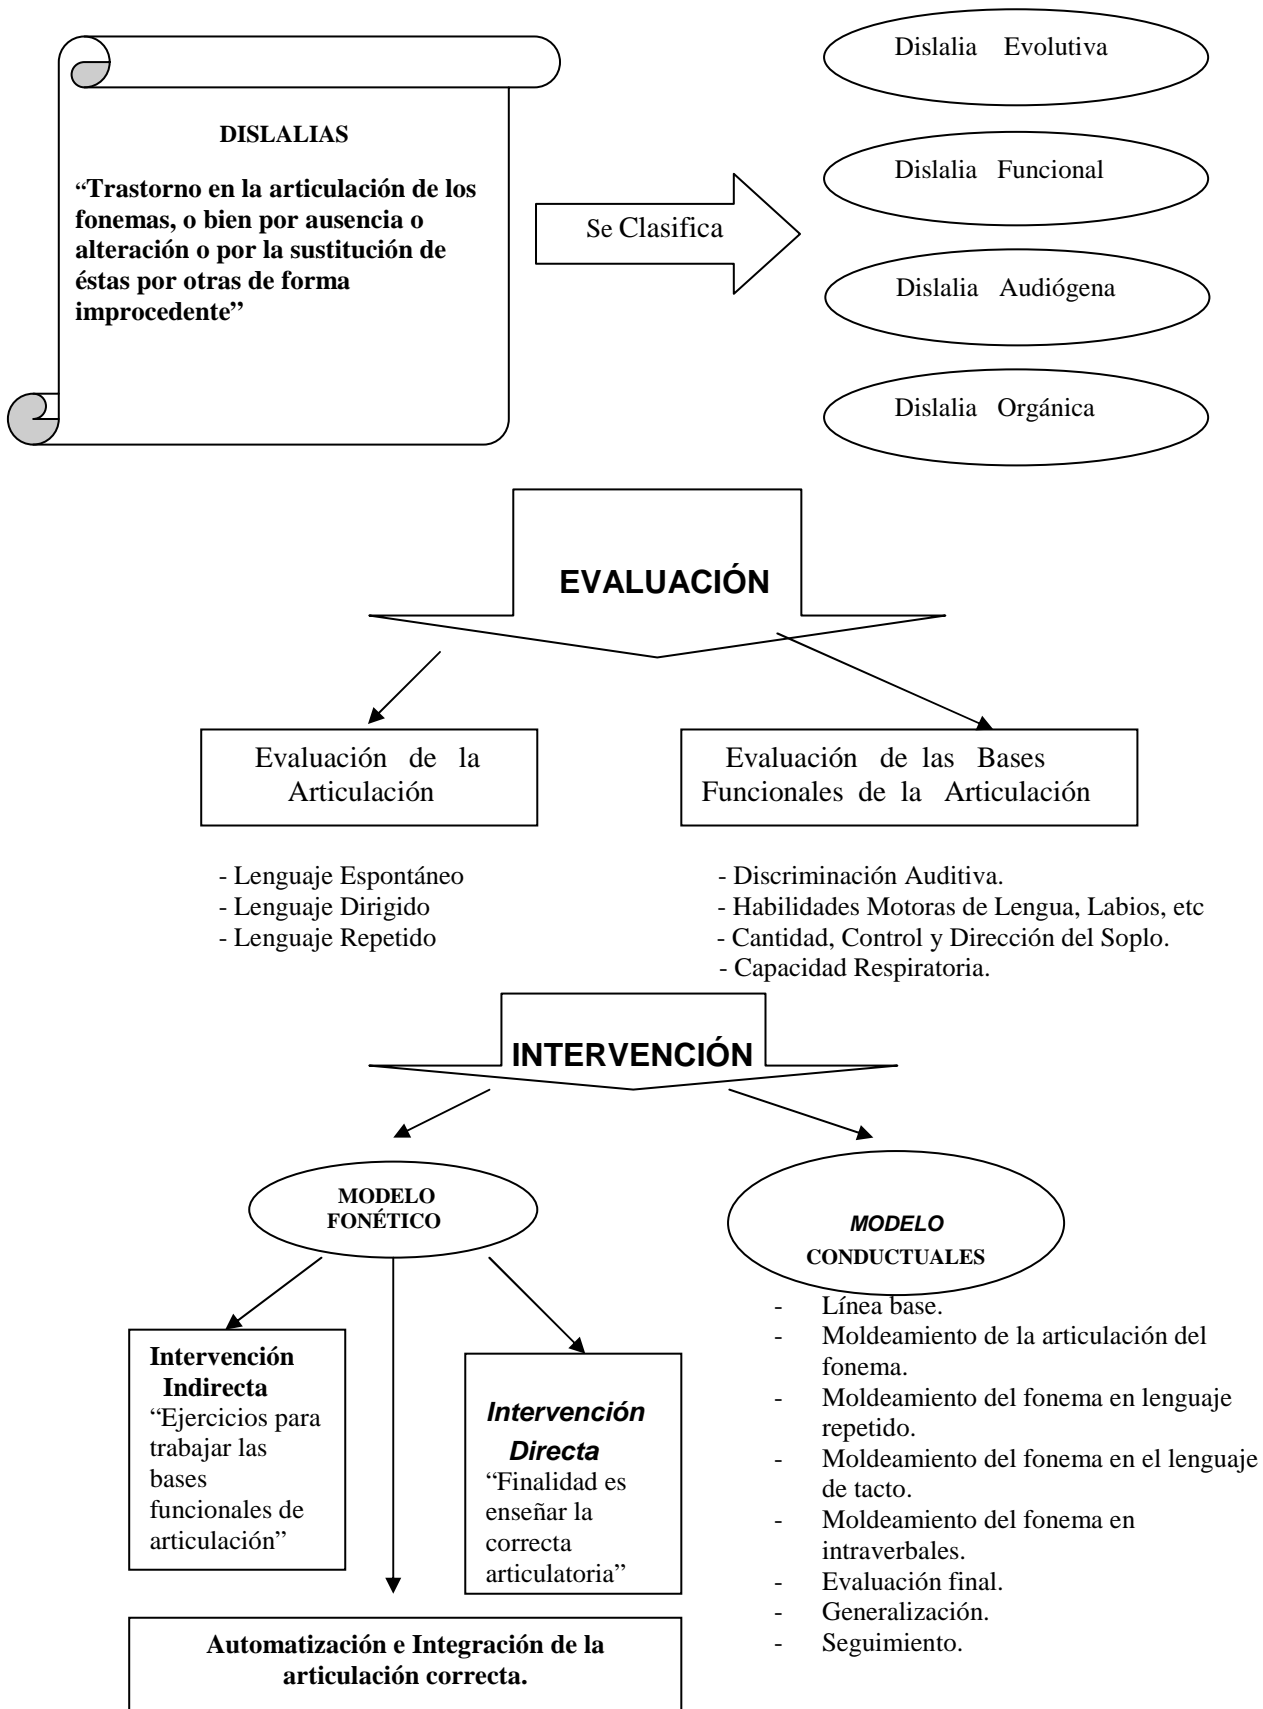 DISLALIAS
“Trastorno en la articulación de los
fonemas, o bien por ausencia o
alteración o por la sustitución de
éstas por otras de forma
improcedente”
Se Clasifica
Dislalia Evolutiva
Dislalia Funcional
Dislalia Audiógena
Dislalia Orgánica
EVALUACIÓN
Evaluación de la
Articulación
- Lenguaje Espontáneo
- Lenguaje Dirigido
- Lenguaje Repetido
Evaluación de las Bases
Funcionales de la Articulación
- Discriminación Auditiva.
- Habilidades Motoras de Lengua, Labios, etc
- Cantidad, Control y Dirección del Soplo.
- Capacidad Respiratoria.
INTERVENCIÓN
MODELO
FONÉTICO
Intervención
Indirecta
“Ejercicios para
trabajar las
bases
funcionales de
articulación”
Intervención
Directa
“Finalidad es
enseñar la
correcta
articulatoria”
Automatización e Integración de la
articulación correcta.
MODELO
CONDUCTUALES
- Línea base.
- Moldeamiento de la articulación del
fonema.
- Moldeamiento del fonema en lenguaje
repetido.
- Moldeamiento del fonema en el lenguaje
de tacto.
- Moldeamiento del fonema en
intraverbales.
- Evaluación final.
- Generalización.
- Seguimiento.